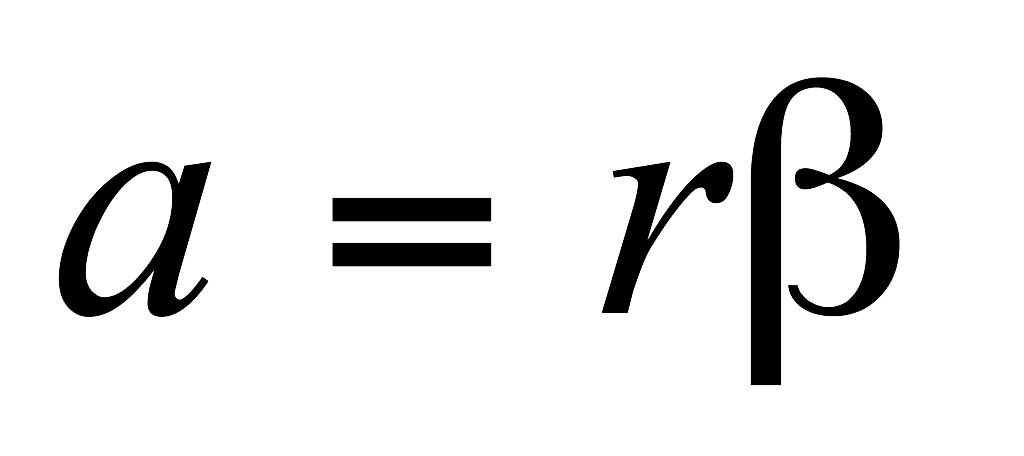 a = rβ